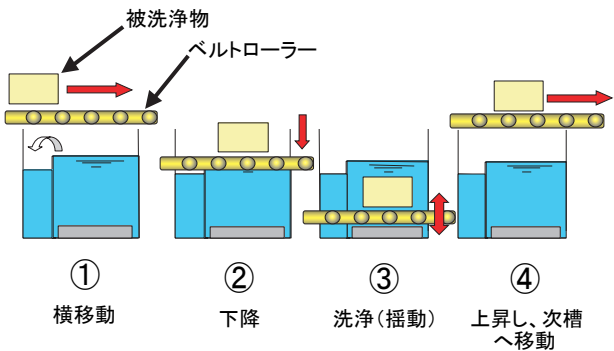 被洗浄物
ベルトローラー
①
横移動
②
下降
③
洗浄（揺動）
④
上昇し、次槽
へ移動